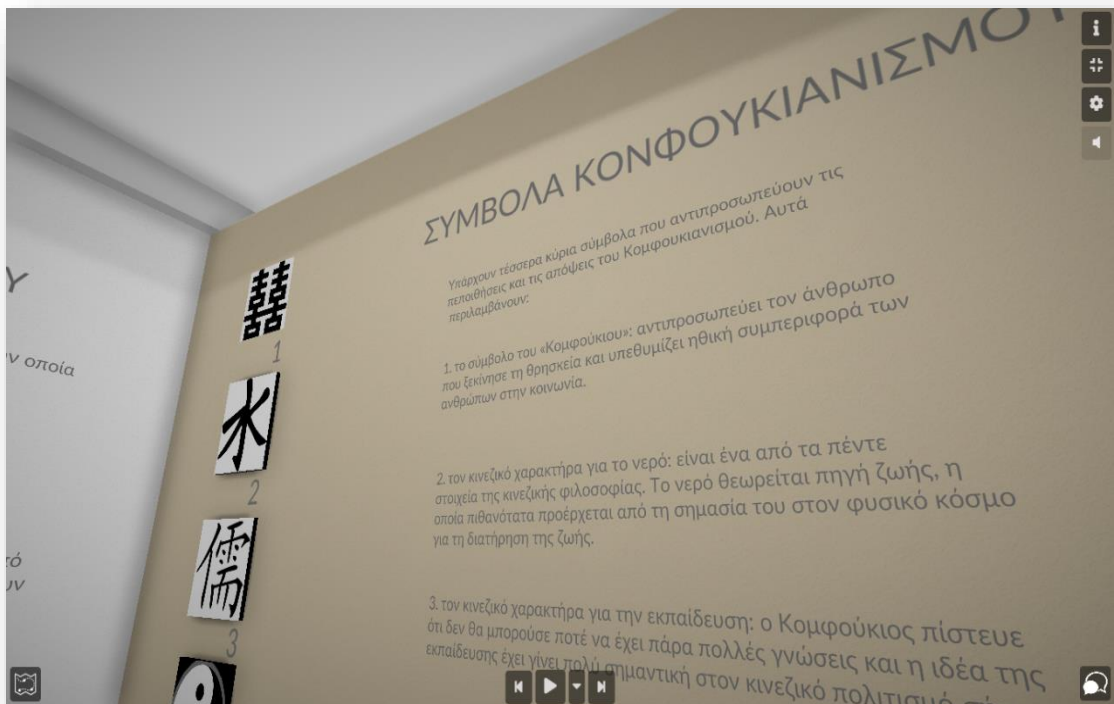 ΣΥΜΒΟΛΑ ΚΟΝΦΟΥΚΙΑΝΙΣΜΟΥ
Υπάρχουν τέσσερα κύρια σύμβολα που αντιπροσωπεύουν τις
πεποιθήσεις και τις απόψεις του Κομφουκιανισμού. Αυτά
περιλαμβάνουν:
1. το σύμβολο του «Κομφούκιου»: αντιπροσωπεύει τον άνθρωπο
που ξεκίνησε τη θρησκεία και υπεθυμίζει ηθική συμπεριφορά των
ανθρώπων στην κοινωνία.
2. τον κινεζικό χαρακτήρα για το νερό: είναι ένα από τα πέντε
στοιχεία της κινεζικής φιλοσοφίας. Το νερό θεωρείται πηγή ζωής, η
οποία πιθανότατα προέρχεται από τη σημασία του στον φυσικό κόσμο
για τη διατήρηση της ζωής.
3. τον κινεζικό χαρακτήρα για την εκπαίδευση: ο Κομφούκιος πίστευε
ότι δεν θα μπορούσε ποτέ να έχει πάρα πολλές γνώσεις και η ιδέα της
εκπαίδευσης έχει γίνει πολύ σημαντική στον κινεζικό πολιτισμό
囍
1
水
2
儒
3
Υ
ν οποία